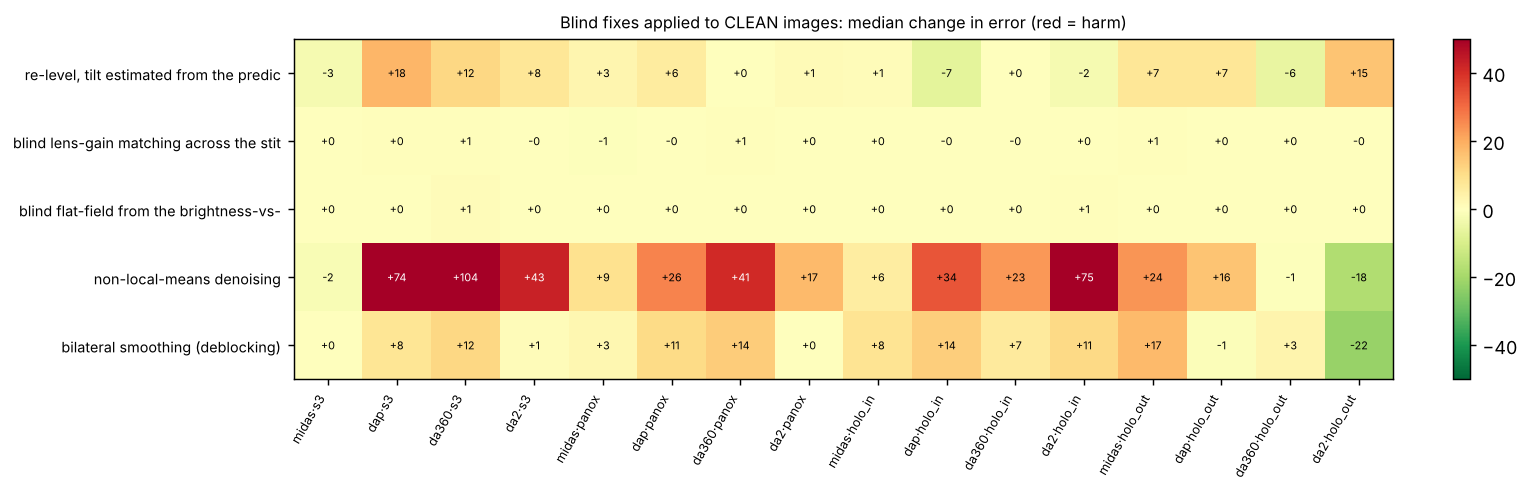 Blind fixes applied to CLEAN images: median change in error (red = harm)
re-level, tilt estimated from the predic -3 +18 +12 +8 +3 +6 +0 +1 +1 -7 +0 -2 +7 +7 -6 +15
blind lens-gain matching across the stit +0 +0 +1 -0 -1 -0 +1 +0 +0 -0 -0 +0 +1 +0 +0 -0
blind flat-field from the brightness-vs- +0 +0 +1 +0 +0 +0 +0 +0 +0 +0 +0 +1 +0 +0 +0 +0
non-local-means denoising -2 +74 +104 +43 +9 +26 +41 +17 +6 +34 +23 +75 +24 +16 -1 -18
bilateral smoothing (deblocking) +0 +8 +12 +1 +3 +11 +14 +0 +8 +14 +7 +11 +17 -1 +3 -22
midas·s3 dap·s3 da360·s3 da2·s3 midas·panox dap·panox da360·panox da2·panox midas·holo_in dap·holo_in da360·holo_in da2·holo_in midas·holo_out dap·holo_out da360·holo_out da2·holo_out
40
20
0
−20
−40